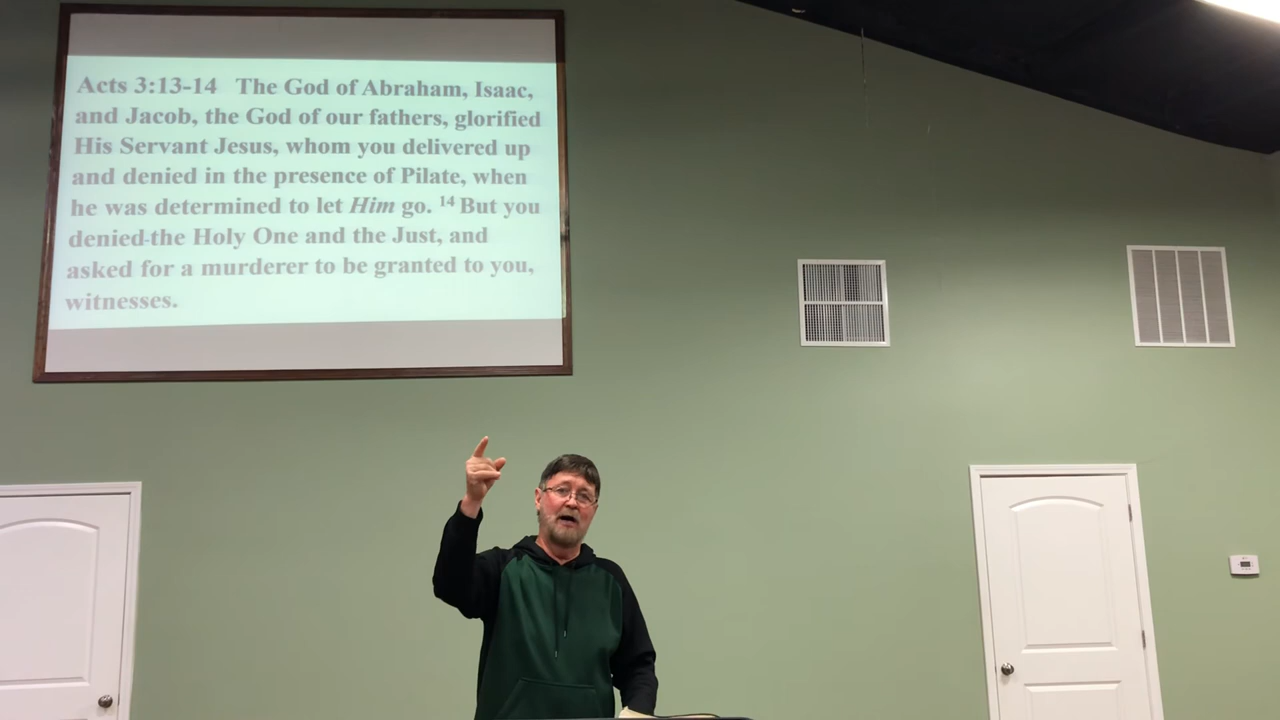 Acts 3:13-14 The God of Abraham, Isaac,
and Jacob, the God of our fathers, glorified
His Servant Jesus, whom you delivered up
and denied in the presence of Pilate, when
he was determined to let Him go. 14 But you
denied the Holy One and the Just, and
asked for a murderer to be granted to you,
witnesses.